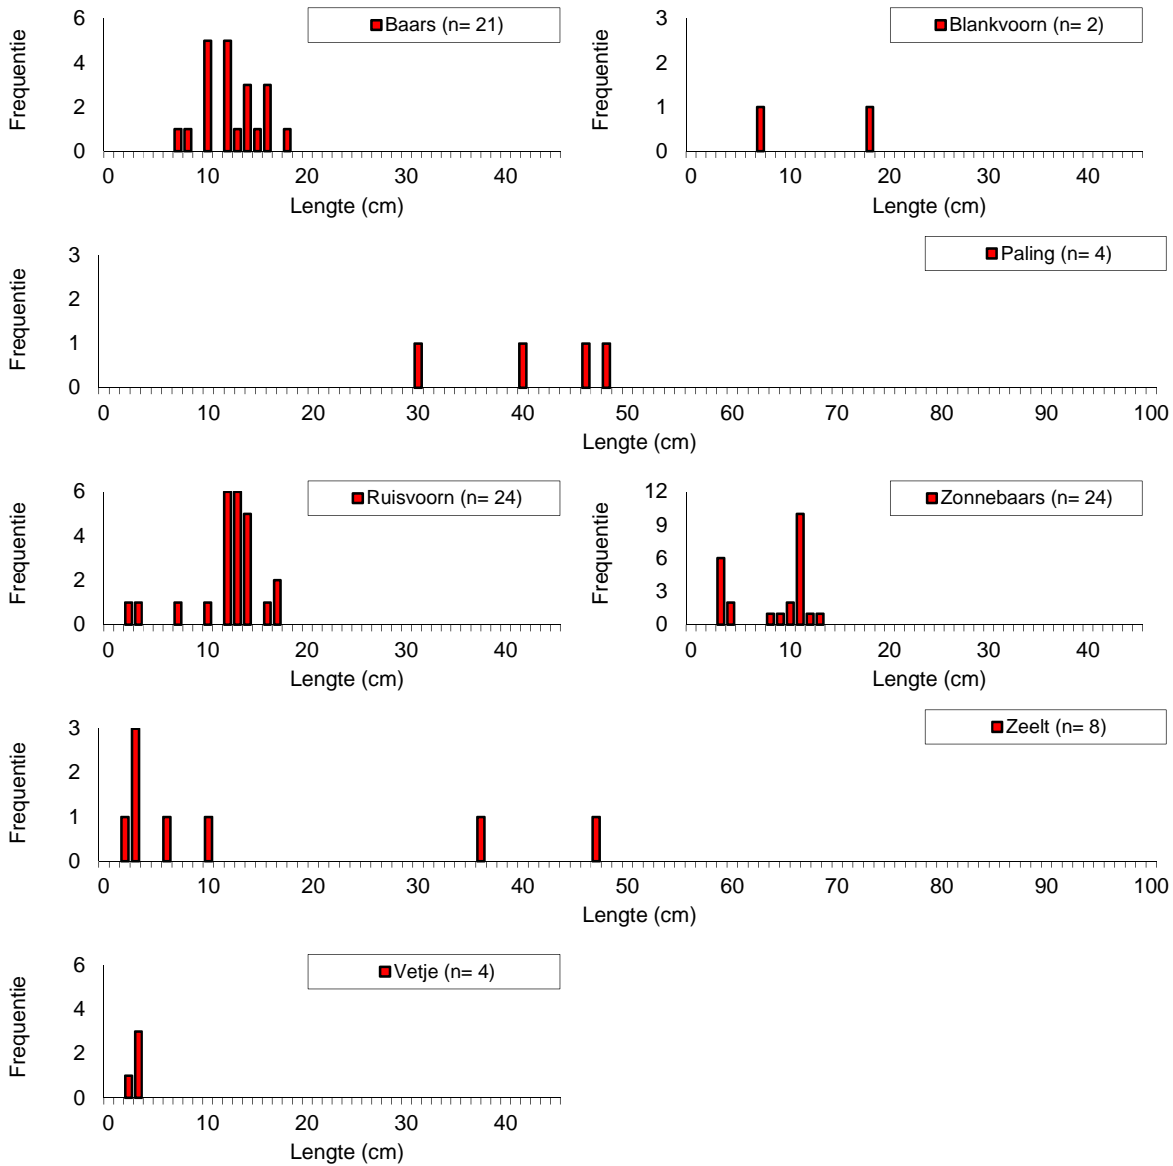 Baars (n= 21)
Frequentie
6
4
2
0
0 10 20 30 40
Lengte (cm)
Blankvoorn (n= 2)
Frequentie
3
2
1
0
0 10 20 30 40
Lengte (cm)
Paling (n= 4)
Frequentie
3
2
1
0
0 10 20 30 40 50 60 70 80 90 100
Lengte (cm)
Ruisvoorn (n= 24)
Frequentie
6
4
2
0
0 10 20 30 40
Lengte (cm)
Zonnebaars (n= 24)
Frequentie
12
9
6
3
0
0 10 20 30 40
Lengte (cm)
Zeelt (n= 8)
Frequentie
3
2
1
0
0 10 20 30 40 50 60 70 80 90 100
Lengte (cm)
Vetje (n= 4)
Frequentie
6
4
2
0
0 10 20 30 40
Lengte (cm)